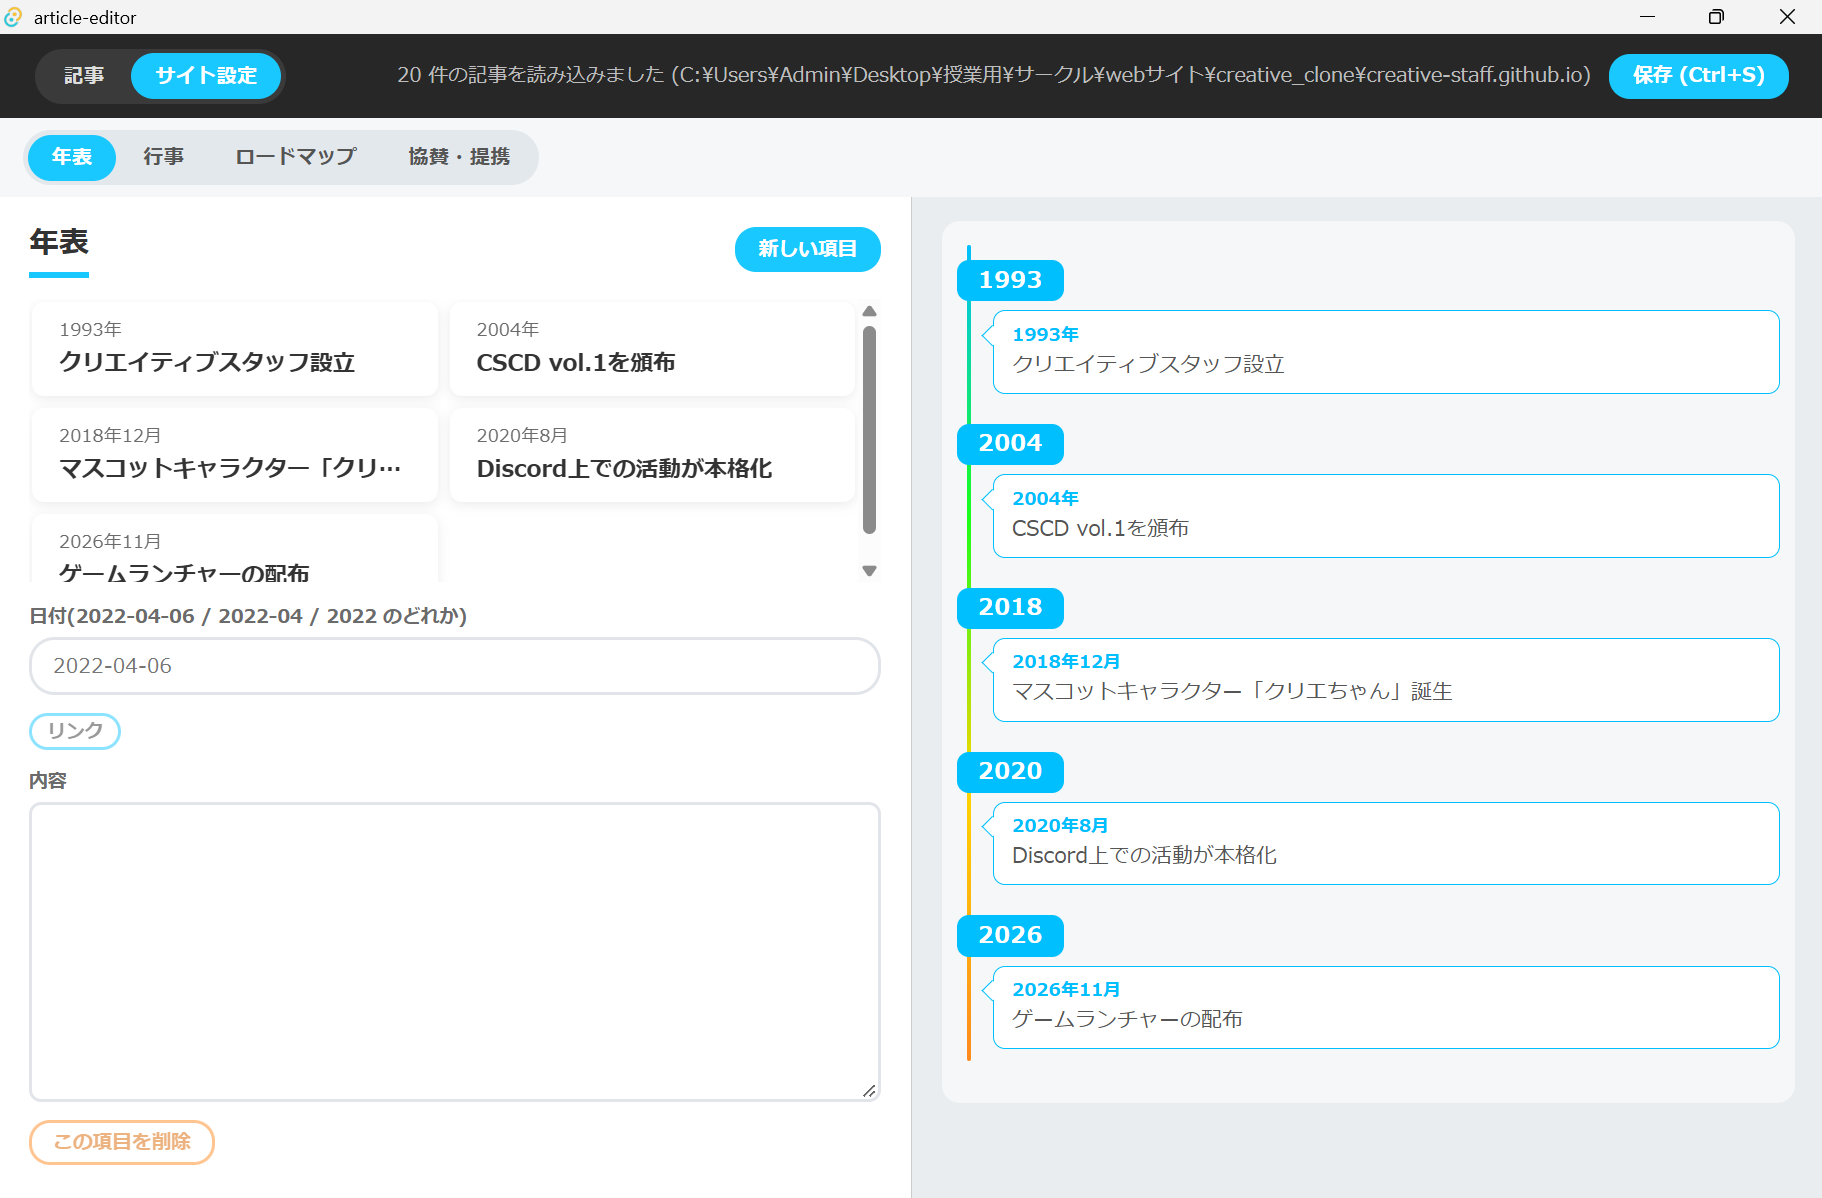 article-editor
記事
サイト設定
20 件の記事を読み込みました (C:¥Users¥Admin¥Desktop¥授業用¥サークル¥webサイト¥creative_clone¥creative-staff.github.io)
保存 (Ctrl+S)
年表
行事
ロードマップ
協賛・提携
年表
新しい項目
1993年
クリエイティブスタッフ設立
2004年
CSCD vol.1を頒布
2018年12月
マスコットキャラクター「クリ…
2020年8月
Discord上での活動が本格化
2026年11月
ゲームランチャーの配布
日付(2022-04-06 / 2022-04 / 2022 のどれか)
2022-04-06
リンク
内容
この項目を削除
1993
1993年
クリエイティブスタッフ設立
2004
2004年
CSCD vol.1を頒布
2018
2018年12月
マスコットキャラクター「クリエちゃん」誕生
2020
2020年8月
Discord上での活動が本格化
2026
2026年11月
ゲームランチャーの配布